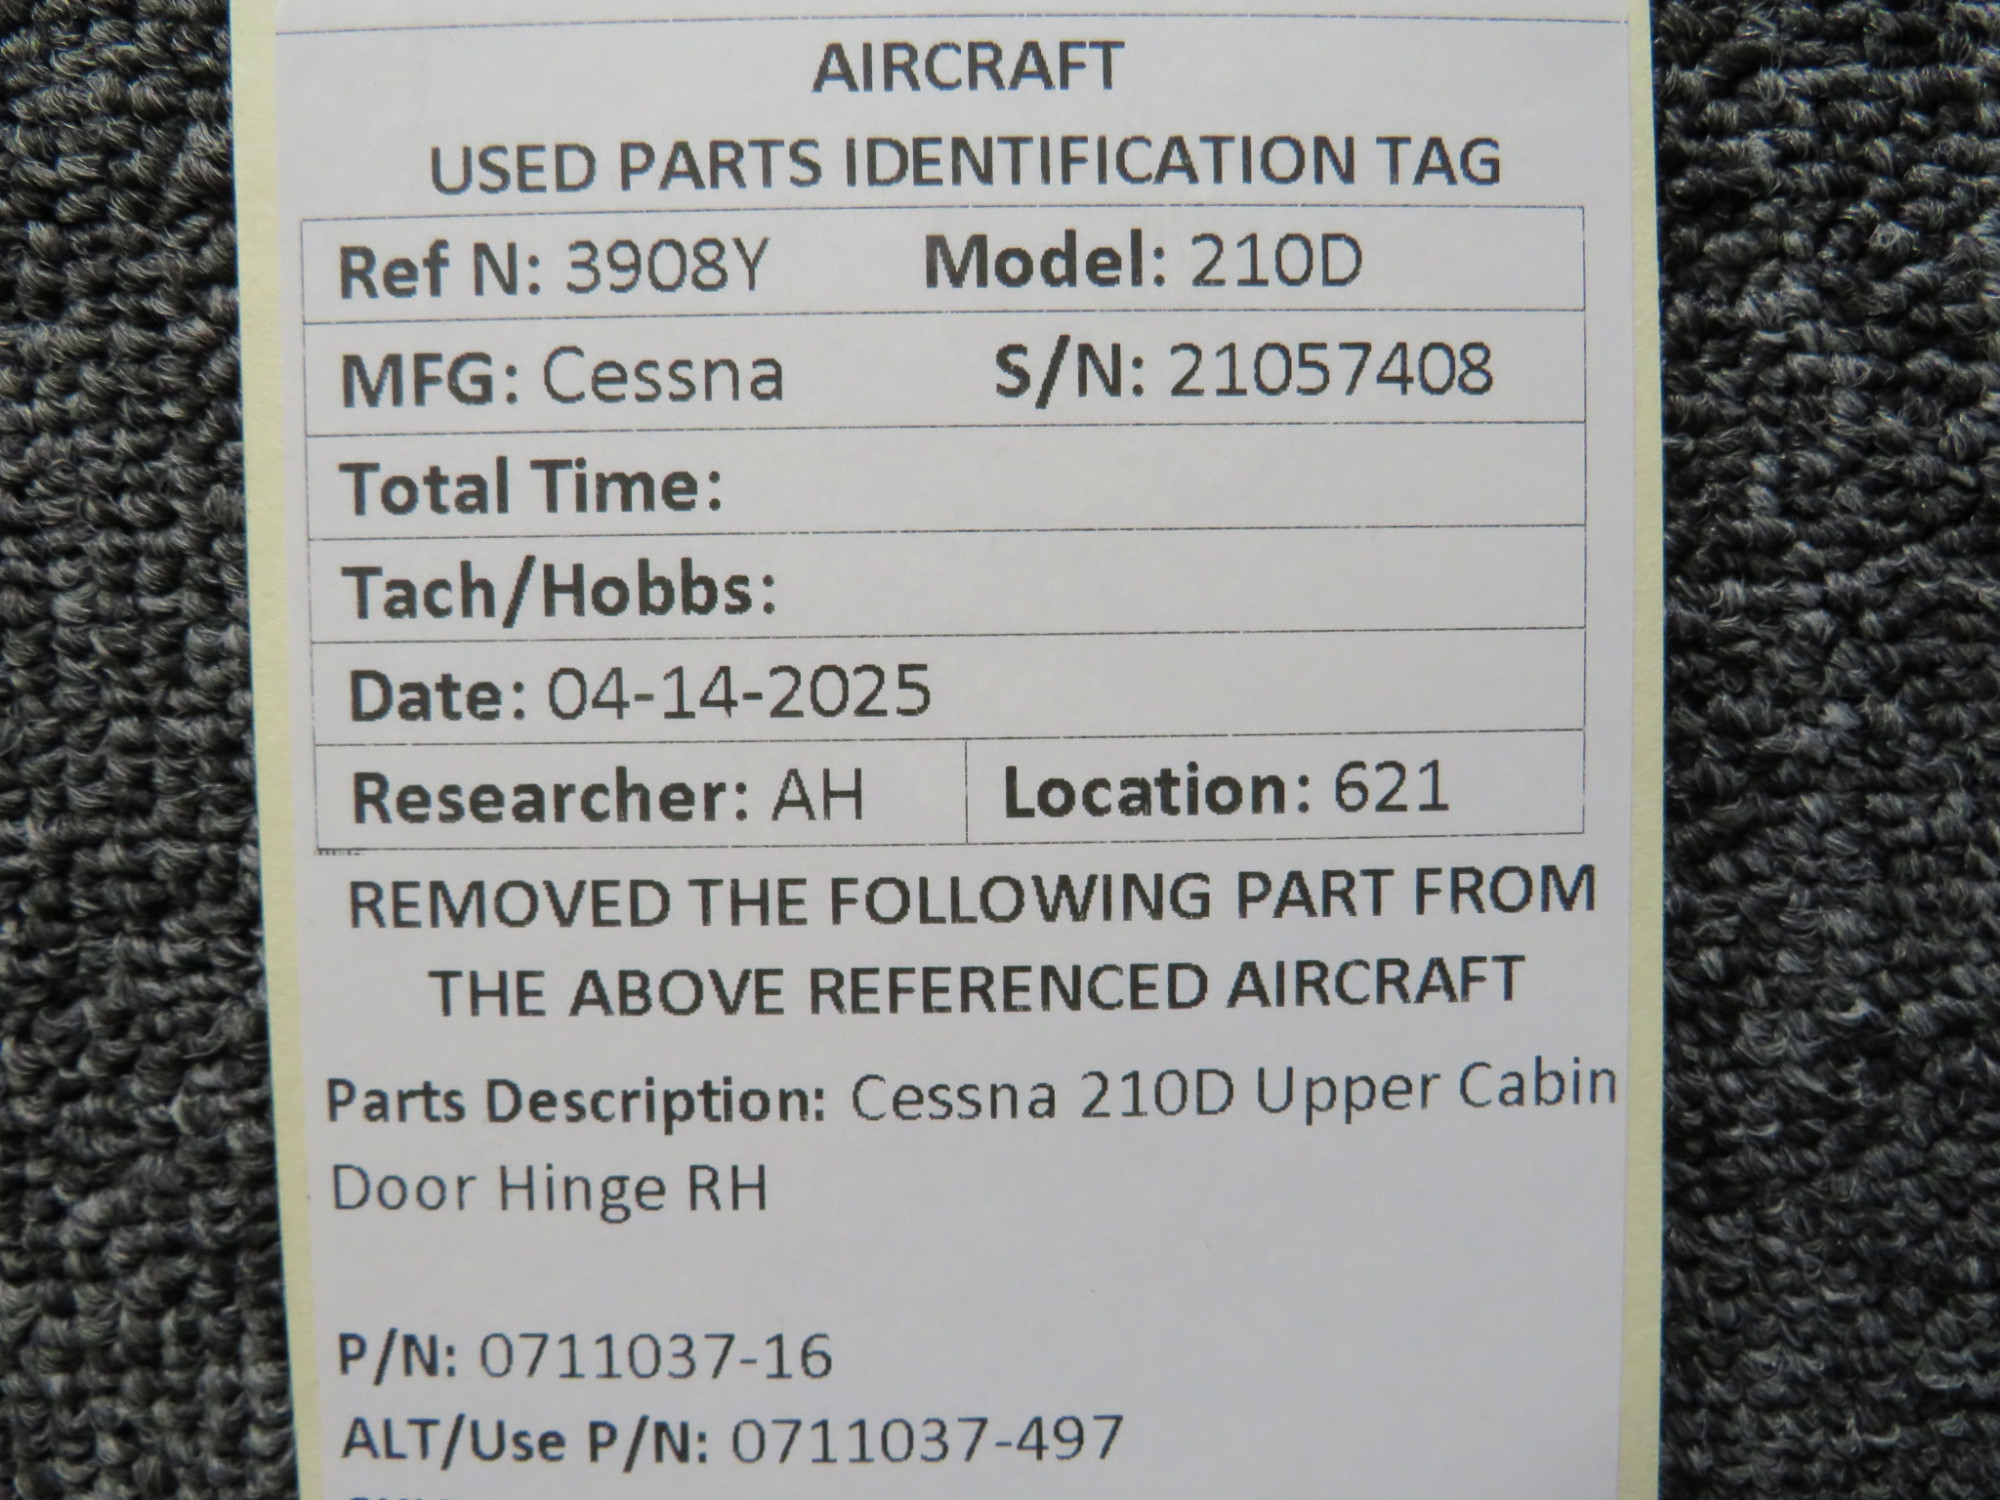 AIRCRAFT
USED PARTS IDENTIFICATION TAG
Ref N: 3908Y Model: 210D
MFG: Cessna S/N: 21057408
Total Time:
Tach/Hobbs:
Date: 04-14-2025
Researcher: AH Location: 621
REMOVED THE FOLLOWING PART FROM
THE ABOVE REFERENCED AIRCRAFT
Parts Description: Cessna 210D Upper Cabin
Door Hinge RH
P/N: 0711037-16
ALT/Use P/N: 0711037-497